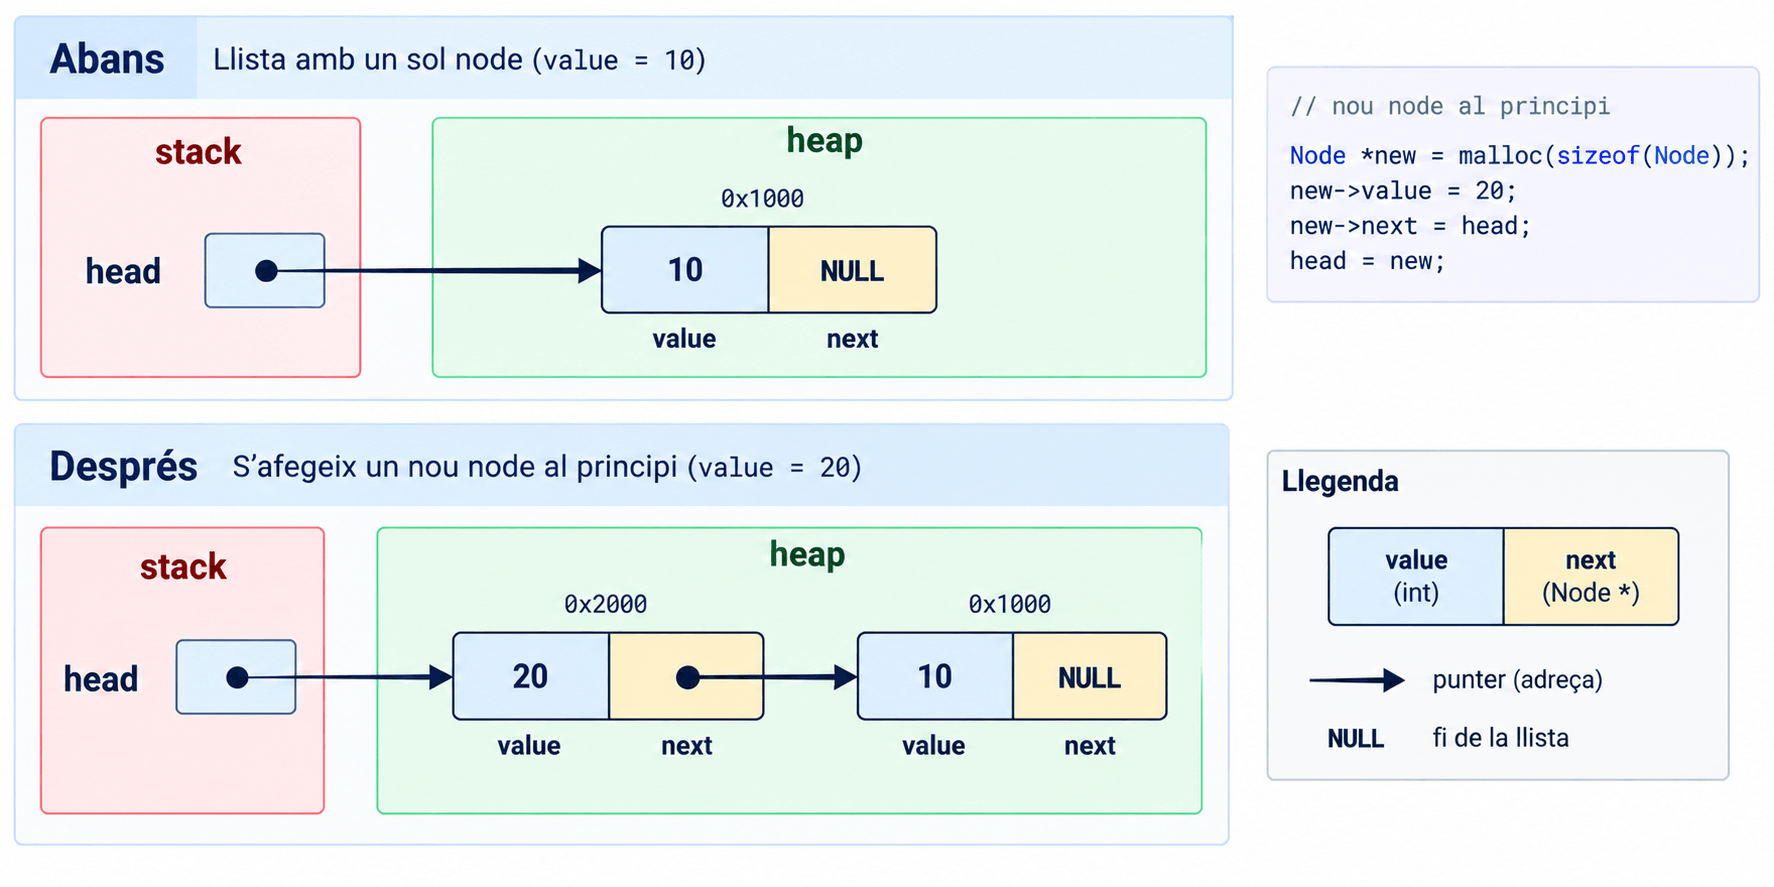 Abans Llista amb un sol node (value = 10)
stack
heap
0x1000
head
10 NULL
value next
// nou node al principi
Node *new = malloc(sizeof(Node));
new->value = 20;
new->next = head;
head = new;
Després S’afegeix un nou node al principi (value = 20)
stack
heap
0x2000 0x1000
head
20 10 NULL
value next value next
Llegenda
value next
(int) (Node *)
punter (adreça)
NULL fi de la llista